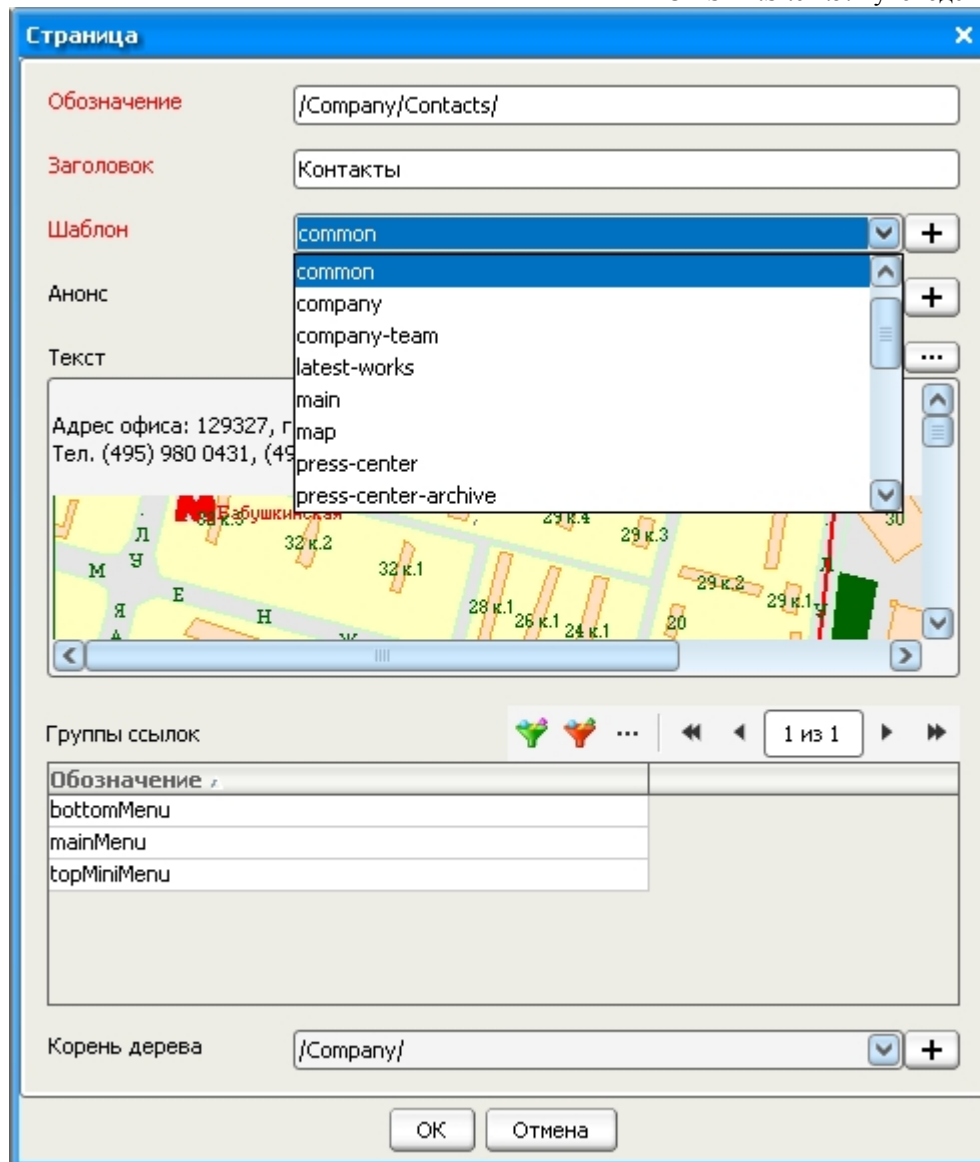 Страница
Обозначение
/Company/Contacts/
Заголовок
Контакты
Шаблон
common
common
company
company-team
latest-works
main
map
press-center
press-center-archive
Анонс
Текст
Адрес офиса: 129327, г
Тел. (495) 980 0431, (49
Бабушкинская
32 к.2
32 к.1
29 к.4
29 к.3
29 к.2
29 к.1
28 к.1
26 к.1
24 к.1
20
30
Л
У
Ч
М
Я
Е
Н
Группы ссылок
1 из 1
Обозначение
bottomMenu
mainMenu
topMiniMenu
Корень дерева
/Company/
ОК
Отмена